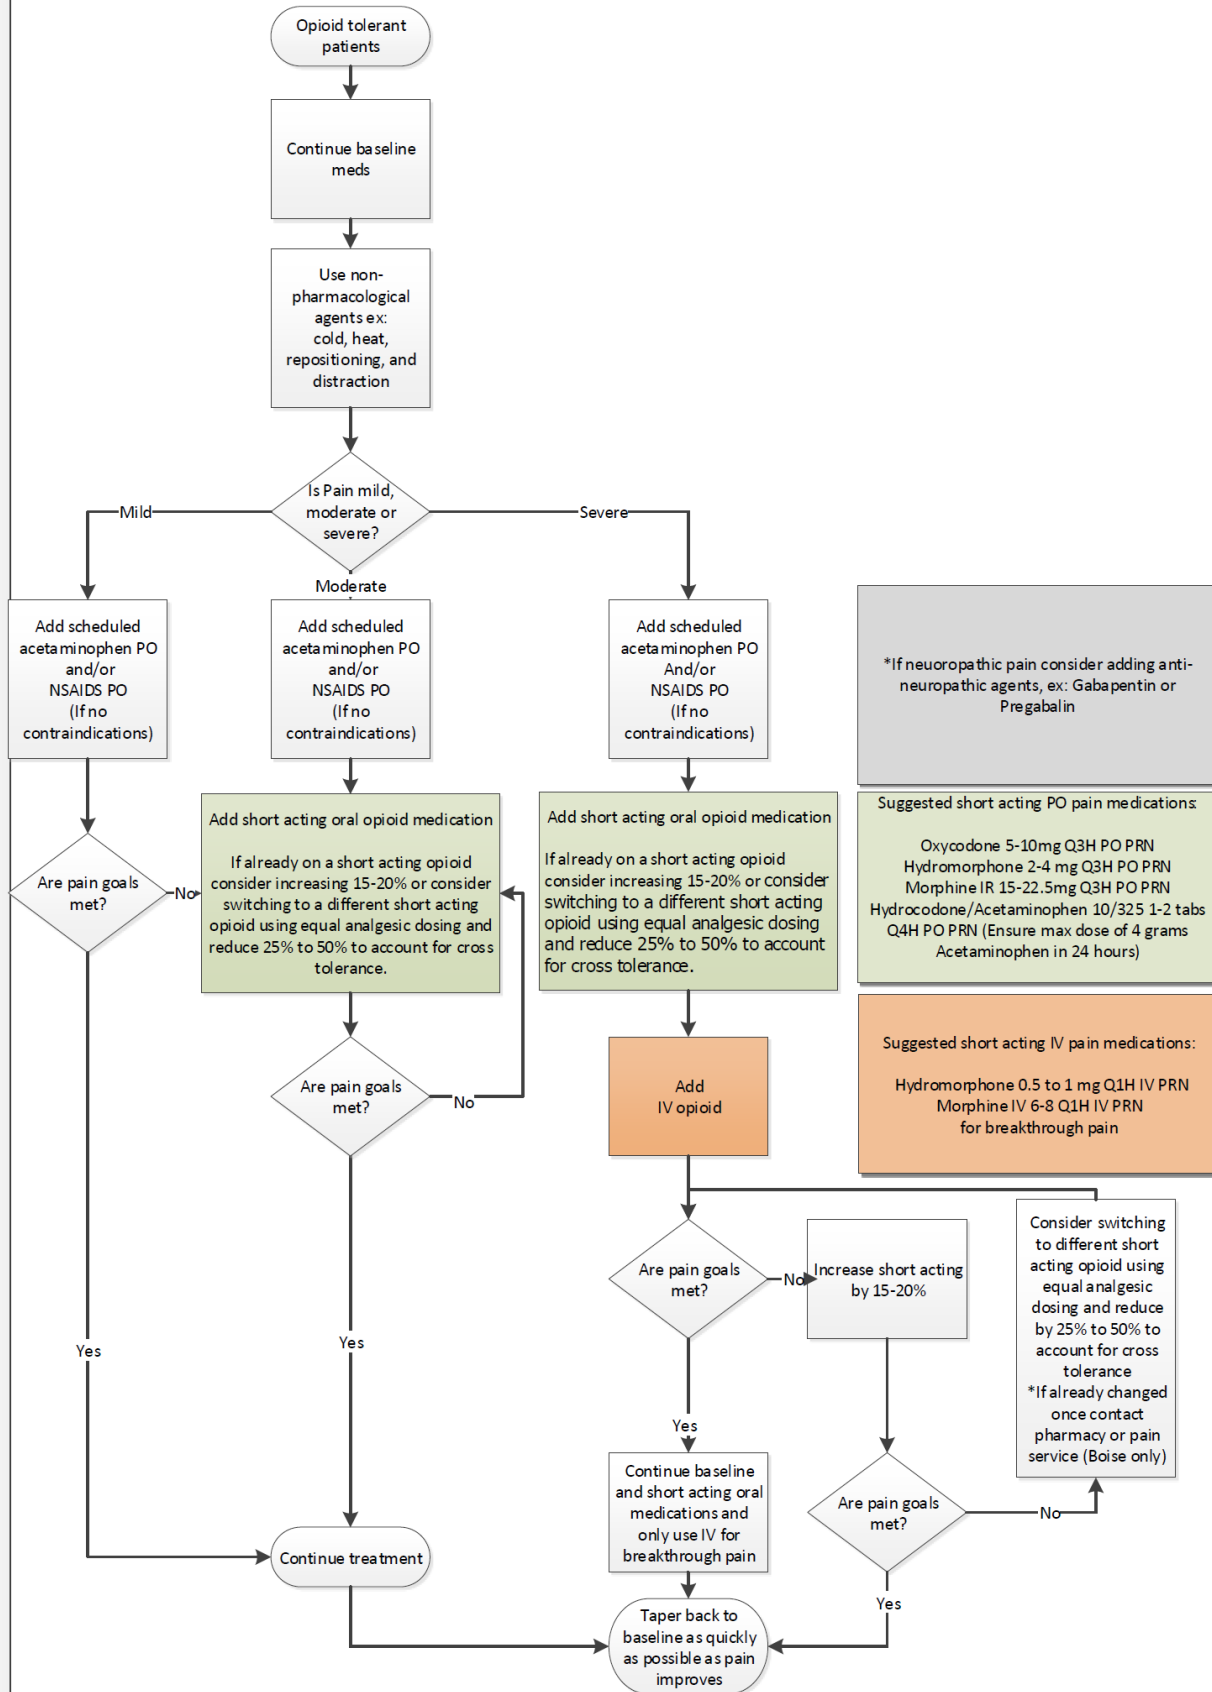 Opioid tolerant
patients
Continue baseline
meds
Use non-
pharmacological
agents ex:
cold, heat,
repositioning, and
distraction
Is Pain mild,
moderate or
severe?
Mild
Moderate
Severe
Add scheduled
acetaminophen PO
and/or
NSAIDS PO
(If no
contraindications)
Add scheduled
acetaminophen PO
and/or
NSAIDS PO
(If no
contraindications)
Add scheduled
acetaminophen PO
And/or
NSAIDS PO
(If no
contraindications)
*If neuoropathic pain consider adding anti-
neuropathic agents, ex: Gabapentin or
Pregabalin
Are pain goals
met?
No
Add short acting oral opioid medication
If already on a short acting opioid
consider increasing 15-20% or consider
switching to a different short acting
opioid using equal analgesic dosing and
reduce 25% to 50% to account for cross
tolerance.
Add short acting oral opioid medication
If already on a short acting opioid
consider increasing 15-20% or consider
switching to a different short acting
opioid using equal analgesic dosing
and reduce 25% to 50% to account
for cross tolerance.
Suggested short acting PO pain medications:
Oxycodone 5-10mg Q3H PO PRN
Hydromorphone 2-4 mg Q3H PO PRN
Morphine IR 15-22.5mg Q3H PO PRN
Hydrocodone/Acetaminophen 10/325 1-2 tabs
Q4H PO PRN (Ensure max dose of 4 grams
Acetaminophen in 24 hours)
Are pain goals
met?
No
Add
IV opioid
Suggested short acting IV pain medications:
Hydromorphone 0.5 to 1 mg Q1H IV PRN
Morphine IV 6-8 Q1H IV PRN
for breakthrough pain
Are pain goals
met?
No
Increase short acting
by 15-20%
Consider switching
to different short
acting opioid using
equal analgesic
dosing and reduce
by 25% to 50% to
account for cross
tolerance
*If already changed
once contact
pharmacy or pain
service (Boise only)
Yes
Yes
Yes
Continue baseline
and short acting oral
medications and
only use IV for
breakthrough pain
Are pain goals
met?
No
Continue treatment
Yes
Taper back to
baseline as quickly
as possible as pain
improves